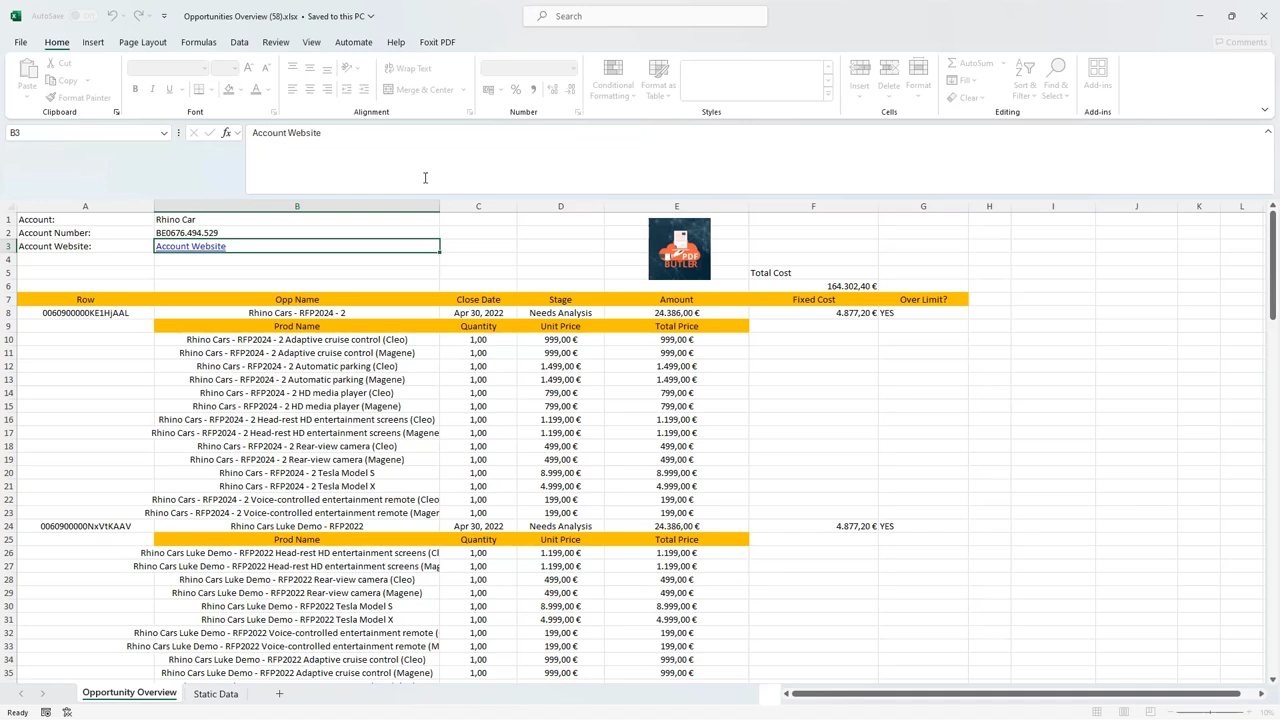 AutoSave Off Opportunities Overview (58).xlsx • Saved to this PC Search
File Home Insert Page Layout Formulas Data Review View Automate Help Foxit PDF Comments
Paste Cut Copy Format Painter Clipboard
B I U Font
Wrap Text Merge & Center Alignment
% Number
Conditional Formatting Format as Table Styles
Insert Delete Format Cells
AutoSum Fill Clear Sort & Filter Find & Select Editing
Add-ins Add-ins
B3 fx Account Website
A B C D E F G H I J K L
1 Account: Rhino Car
2 Account Number: BE0676.494.529
3 Account Website: Account Website
4
PDF BUTLER
5 Total Cost
6 164.302,40 €
7 Row Opp Name Close Date Stage Amount Fixed Cost Over Limit?
8 0060900000KE1HjAAL Rhino Cars - RFP2024 - 2 Apr 30, 2022 Needs Analysis 24.386,00 € 4.877,20 € YES
9 Prod Name Quantity Unit Price Total Price
10 Rhino Cars - RFP2024 - 2 Adaptive cruise control (Cleo) 1,00 999,00 € 999,00 €
11 Rhino Cars - RFP2024 - 2 Adaptive cruise control (Magene) 1,00 999,00 € 999,00 €
12 Rhino Cars - RFP2024 - 2 Automatic parking (Cleo) 1,00 1.499,00 € 1.499,00 €
13 Rhino Cars - RFP2024 - 2 Automatic parking (Magene) 1,00 1.499,00 € 1.499,00 €
14 Rhino Cars - RFP2024 - 2 HD media player (Cleo) 1,00 799,00 € 799,00 €
15 Rhino Cars - RFP2024 - 2 HD media player (Magene) 1,00 799,00 € 799,00 €
16 Rhino Cars - RFP2024 - 2 Head-rest HD entertainment screens (Cleo) 1,00 1.199,00 € 1.199,00 €
17 Rhino Cars - RFP2024 - 2 Head-rest HD entertainment screens (Magene 1,00 1.199,00 € 1.199,00 €
18 Rhino Cars - RFP2024 - 2 Rear-view camera (Cleo) 1,00 499,00 € 499,00 €
19 Rhino Cars - RFP2024 - 2 Rear-view camera (Magene) 1,00 499,00 € 499,00 €
20 Rhino Cars - RFP2024 - 2 Tesla Model S 1,00 8.999,00 € 8.999,00 €
21 Rhino Cars - RFP2024 - 2 Tesla Model X 1,00 4.999,00 € 4.999,00 €
22 Rhino Cars - RFP2024 - 2 Voice-controlled entertainment remote (Cleo 1,00 199,00 € 199,00 €
23 Rhino Cars - RFP2024 - 2 Voice-controlled entertainment remote (Mager 1,00 199,00 € 199,00 €
24 0060900000NxVtKAAV Rhino Cars Luke Demo - RFP2022 Apr 30, 2022 Needs Analysis 24.386,00 € 4.877,20 € YES
25 Prod Name Quantity Unit Price Total Price
26 Rhino Cars Luke Demo - RFP2022 Head-rest HD entertainment screens (Cl 1,00 1.199,00 € 1.199,00 €
27 Rhino Cars Luke Demo - RFP2022 Head-rest HD entertainment screens (Mag 1,00 1.199,00 € 1.199,00 €
28 Rhino Cars Luke Demo - RFP2022 Rear-view camera (Cleo) 1,00 499,00 € 499,00 €
29 Rhino Cars Luke Demo - RFP2022 Rear-view camera (Magene) 1,00 499,00 € 499,00 €
30 Rhino Cars Luke Demo - RFP2022 Tesla Model S 1,00 8.999,00 € 8.999,00 €
31 Rhino Cars Luke Demo - RFP2022 Tesla Model X 1,00 4.999,00 € 4.999,00 €
32 Rhino Cars Luke Demo - RFP2022 Voice-controlled entertainment remote ( 1,00 199,00 € 199,00 €
33 Rhino Cars Luke Demo - RFP2022 Voice-controlled entertainment remote (M 1,00 199,00 € 199,00 €
34 Rhino Cars Luke Demo - RFP2022 Adaptive cruise control (Cleo) 1,00 999,00 € 999,00 €
35 Rhino Cars Luke Demo - RFP2022 Adaptive cruise control (Magene) 1,00 999,00 € 999,00 €
Opportunity Overview Static Data
Ready